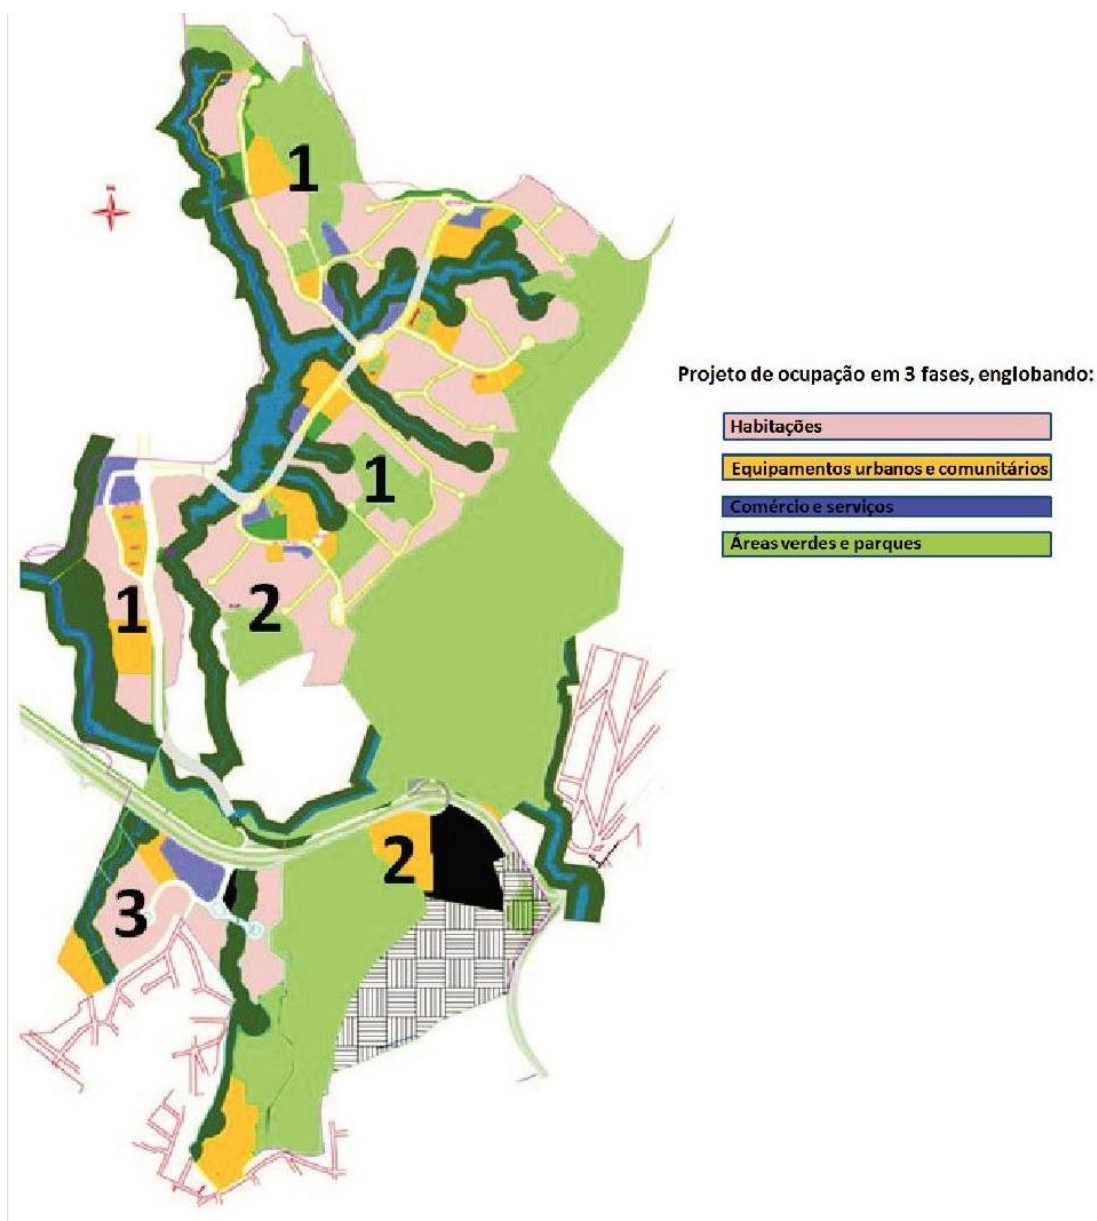 1
Projeto de ocupação em 3 fases, englobando:
Habitações
Equipamentos urbanos e comunitários
1
Comércio e serviços
Áreas verdes e parques
1
2
2
3